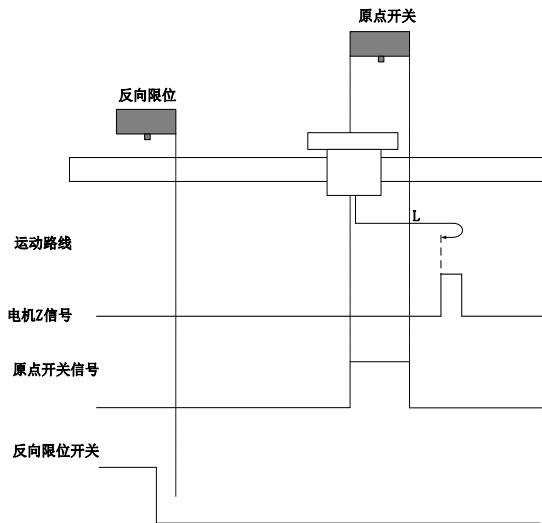 原点开关
反向限位
L
运动路线
电机Z信号
原点开关信号
反向限位开关